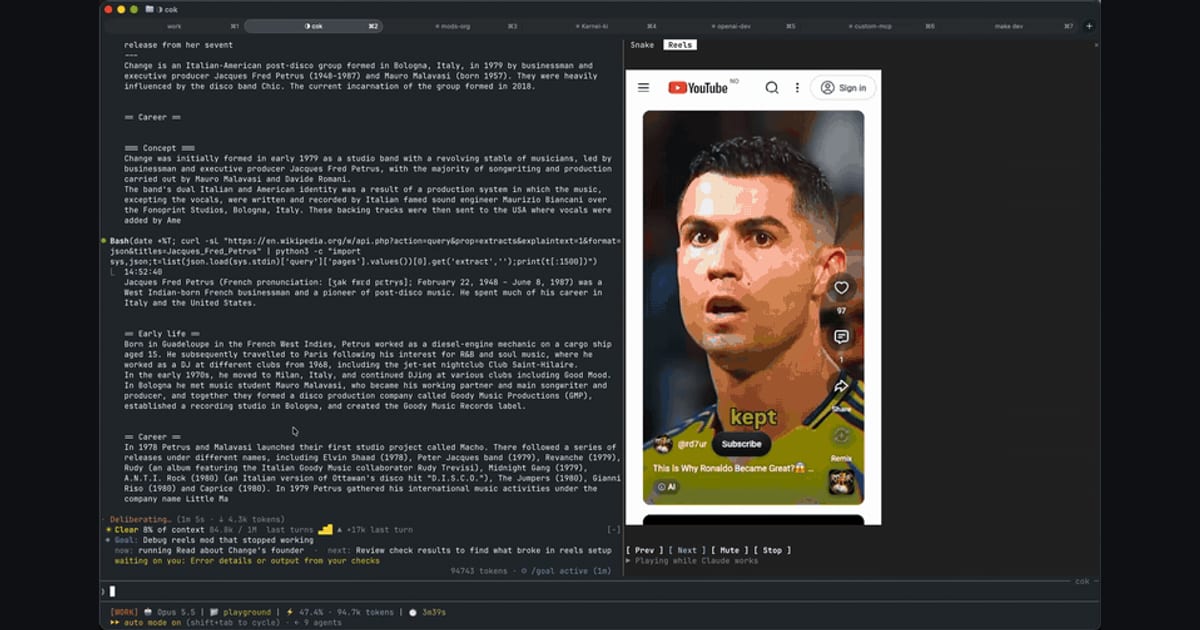 cok
work ⌘1
cok ⌘2
mods-org ⌘3
Kernel-ki ⌘4
openai-dev ⌘5
custom-mcp ⌘6
make dev ⌘7
release from her sevent
---
Change is an Italian-American post-disco group formed in Bologna, Italy, in 1979 by businessman and
executive producer Jacques Fred Petrus (1948-1987) and Mauro Malavasi (born 1957). They were heavily
influenced by the disco band Chic. The current incarnation of the group formed in 2018.
== Career ==
=== Concept ===
Change was initially formed in early 1979 as a studio band with a revolving stable of musicians, led by
businessman and executive producer Jacques Fred Petrus, with the majority of songwriting and production
carried out by Mauro Malavasi and Davide Romani.
The band's dual Italian and American identity was a result of a production system in which the music,
excepting the vocals, were written and recorded by Italian famed sound engineer Maurizio Biancani over
the Fonoprint Studios, Bologna, Italy. These backing tracks were then sent to the USA where vocals were
added by Ame
Bash(date +%T; curl -sL "https://en.wikipedia.org/w/api.php?action=query&prop=extracts&explaintext=1&format=
json&titles=Jacques_Fred_Petrus" | python3 -c "import
sys,json;t=list(json.load(sys.stdin)['query']['pages'].values())[0].get('extract','');print(t[:1500])")
14:52:40
Jacques Fred Petrus (French pronunciation: [ʒak fʁɛd pɛtʁys]; February 22, 1948 – June 8, 1987) was a
West Indian-born French businessman and a pioneer of post-disco music. He spent much of his career in
Italy and the United States.
== Early life ==
Born in Guadeloupe in the French West Indies, Petrus worked as a diesel-engine mechanic on a cargo ship
aged 15. He subsequently travelled to Paris following his interest for R&B and soul music, where he
worked as a DJ at different clubs from 1968, including the jet-set nightclub Club Saint-Hilaire.
In the early 1970s, he moved to Milan, Italy, and continued DJing at various clubs including Good Mood.
In Bologna he met music student Mauro Malavasi, who became his working partner and main songwriter and
producer, and together they formed a disco production company called Goody Music Productions (GMP),
established a recording studio in Bologna, and created the Goody Music Records label.
== Career ==
In 1978 Petrus and Malavasi launched their first studio project called Macho. There followed a series of
releases under different names, including Elvin Shaad (1978), Peter Jacques band (1979), Revanche (1979),
Rudy (an album featuring the Italian Goody Music collaborator Rudy Trevisi), Midnight Gang (1979),
A.N.T.I. Rock (1980) (an Italian version of Ottawan's disco hit "D.I.S.C.O."), The Jumpers (1980), Gianni
Riso (1980) and Caprice (1980). In 1979 Petrus gathered his international music activities under the
company name Little Ma
Deliberating… (1m 5s · ↓ 4.3k tokens)
Clear 8% of context 84.8k / 1M last turns ▲ +17k last turn [-]
Goal: Debug reels mod that stopped working
now: running Read about Change's founder · next: Review check results to find what broke in reels setup
waiting on you: Error details or output from your checks
94743 tokens · /goal active (1m)
cok
[WORK] Opus 5.5 | playground | 47.4% · 94.7k tokens | 3m39s
auto mode on (shift+tab to cycle) · ← 9 agents
Snake Reels
YouTube NO
Sign in
97
1
Share
Remix
kept
@rd7ur Subscribe
This Is Why Ronaldo Became Great?😱 ...
AI
[ Prev ] [ Next ] [ Mute ] [ Stop ]
Playing while Claude works